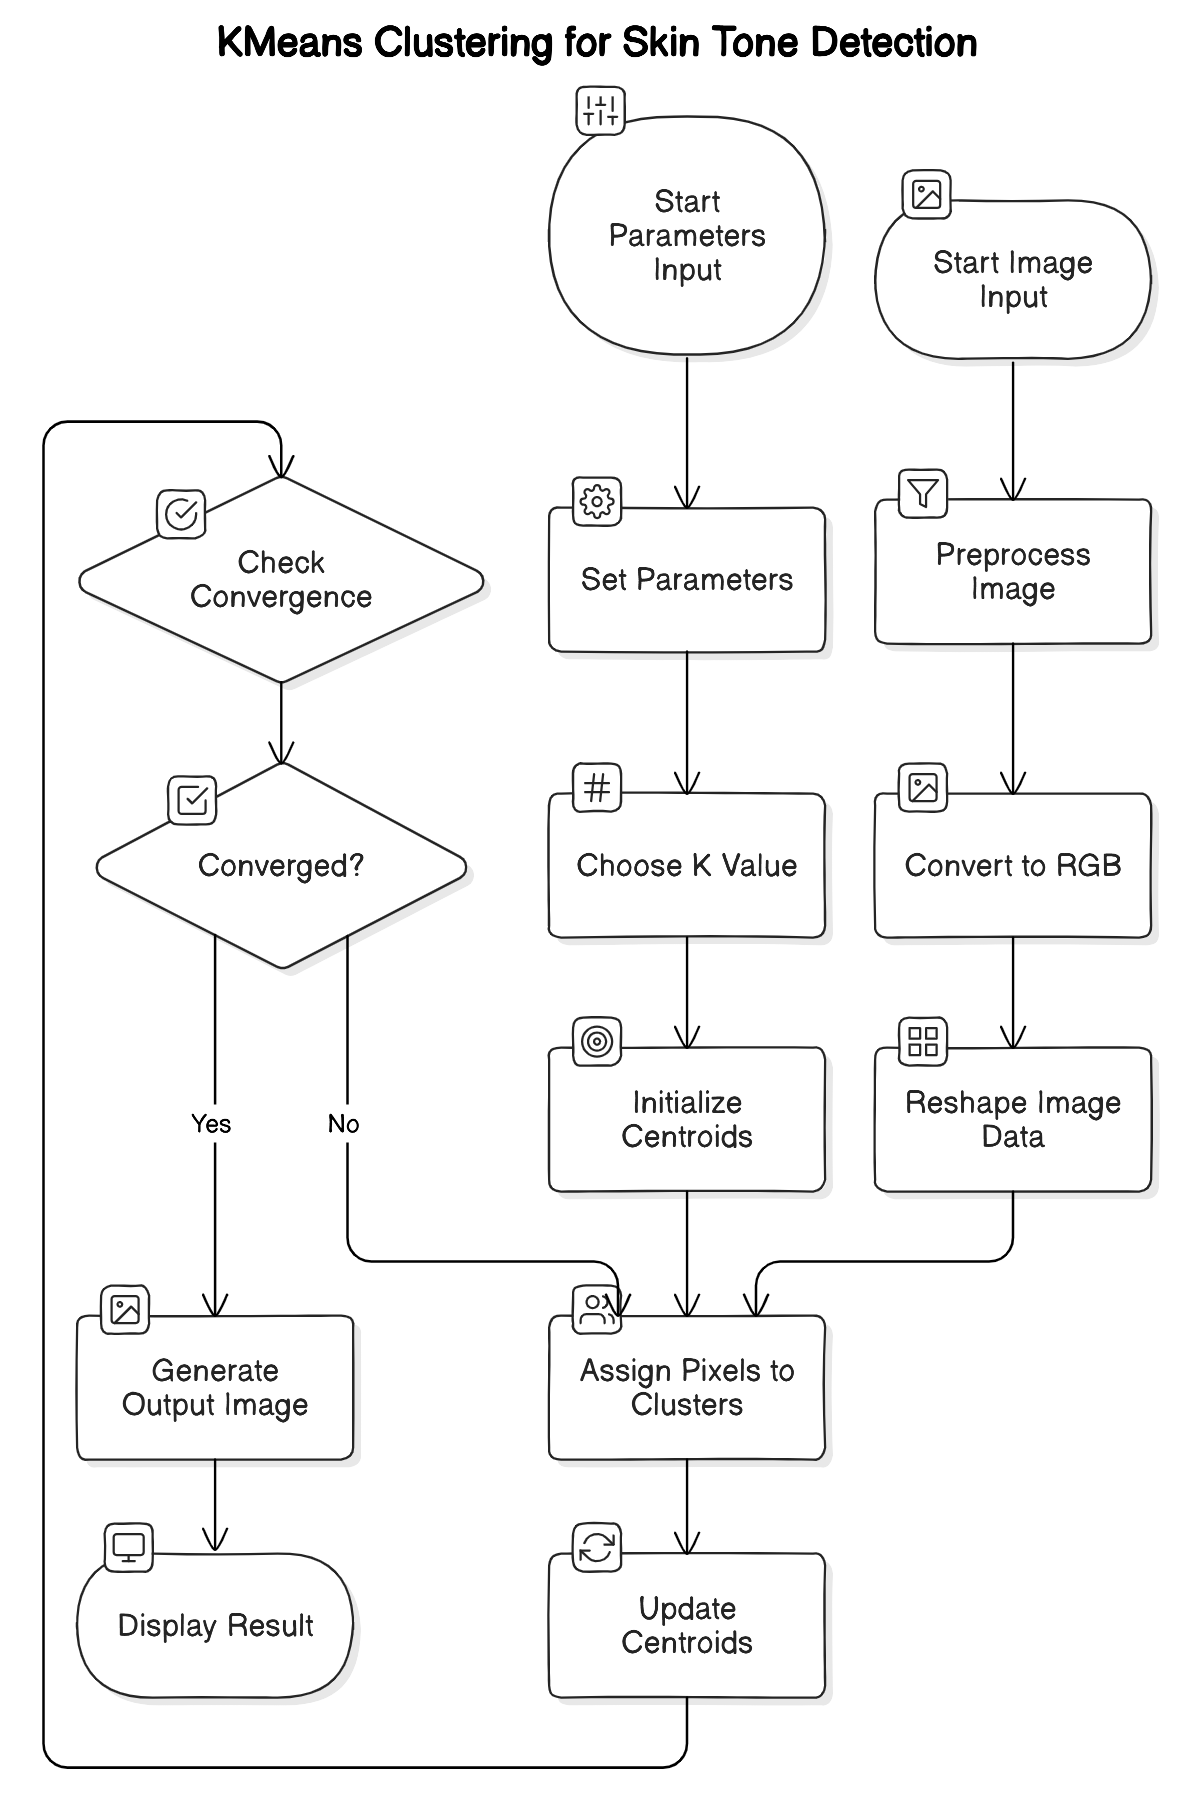 KMeans Clustering for Skin Tone Detection
Start
Parameters
Input
Start Image
Input
Check
Convergence
Set Parameters
Preprocess
Image
Converged?
Choose K Value
Convert to RGB
Yes
No
Initialize
Centroids
Reshape Image
Data
Generate
Output Image
Assign Pixels to
Clusters
Display Result
Update
Centroids